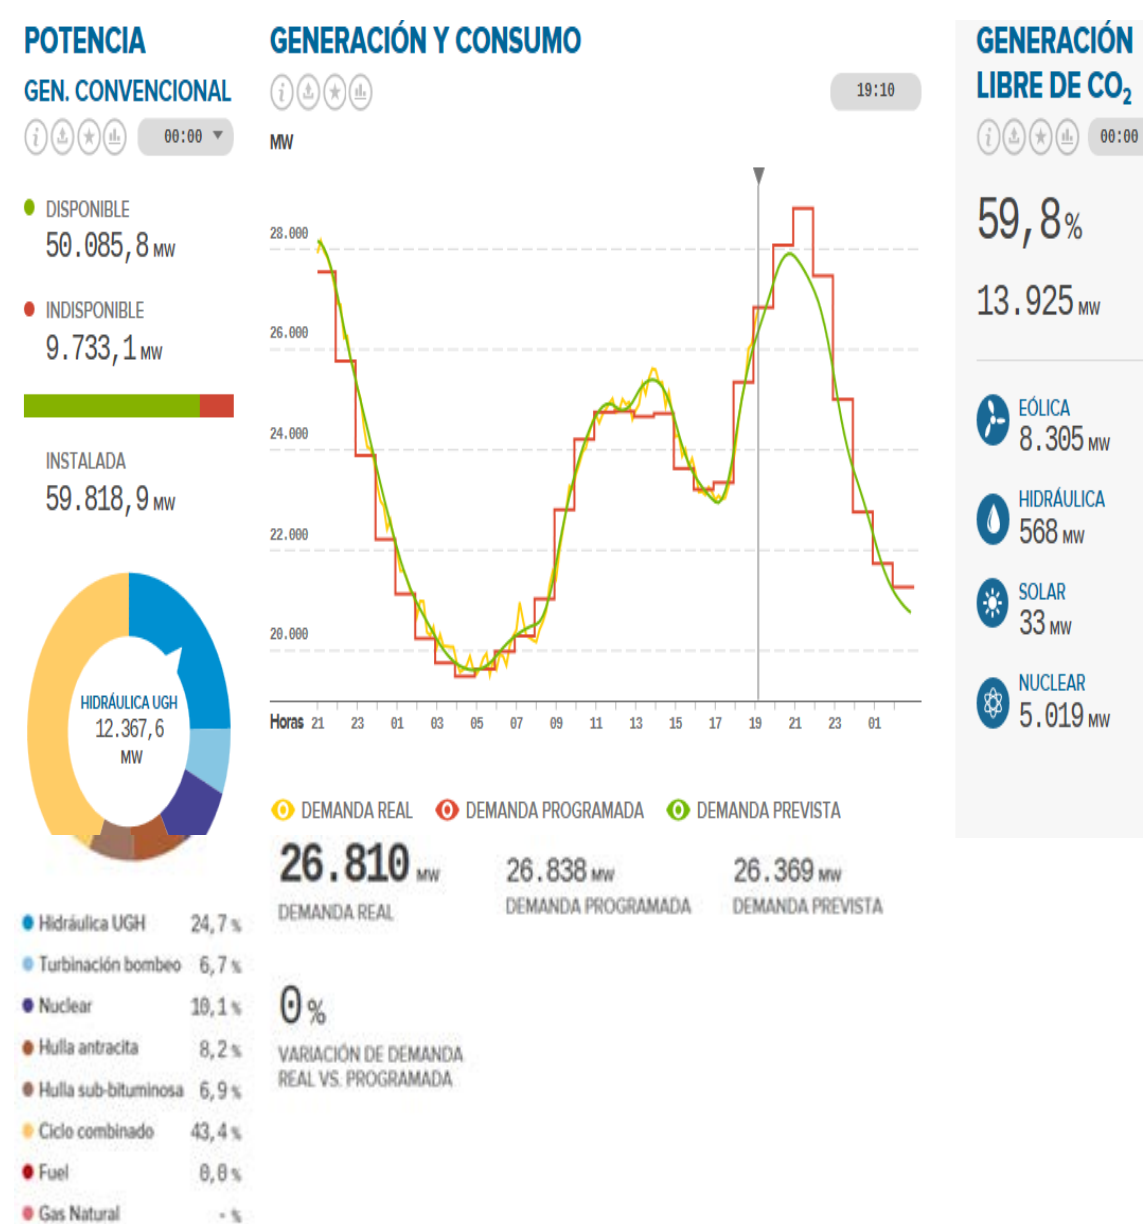 POTENCIA
GEN. CONVENCIONAL
00:00
DISPONIBLE
50.085,8 MW
INDISPONIBLE
9.733,1 MW
INSTALADA
59.818,9 MW
HIDRÁULICA UGH
12.367,6
MW
Hidráulica UGH 24,7 %
Turbinación bombeo 6,7 %
Nuclear 10,1 %
Hulla antracita 8,2 %
Hulla sub-bituminosa 6,9 %
Ciclo combinado 43,4 %
Fuel 0,0 %
Gas Natural - %
GENERACIÓN Y CONSUMO
19:10
MW
28.000
26.000
24.000
22.000
20.000
Horas 21 23 01 03 05 07 09 11 13 15 17 19 21 23 01
DEMANDA REAL DEMANDA PROGRAMADA DEMANDA PREVISTA
26.810 MW 26.838 MW 26.369 MW
DEMANDA REAL DEMANDA PROGRAMADA DEMANDA PREVISTA
0 %
VARIACIÓN DE DEMANDA
REAL VS. PROGRAMADA
GENERACIÓN
LIBRE DE CO₂
00:00
59,8 %
13.925 MW
EÓLICA
8.305 MW
HIDRÁULICA
568 MW
SOLAR
33 MW
NUCLEAR
5.019 MW